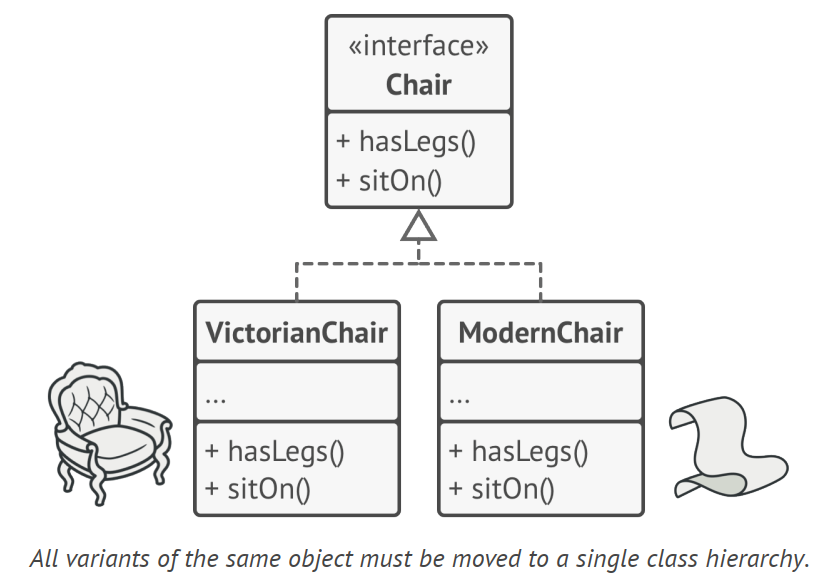 «interface»
Chair
+ hasLegs()
+ sitOn()
VictorianChair
...
+ hasLegs()
+ sitOn()
ModernChair
...
+ hasLegs()
+ sitOn()
All variants of the same object must be moved to a single class hierarchy.